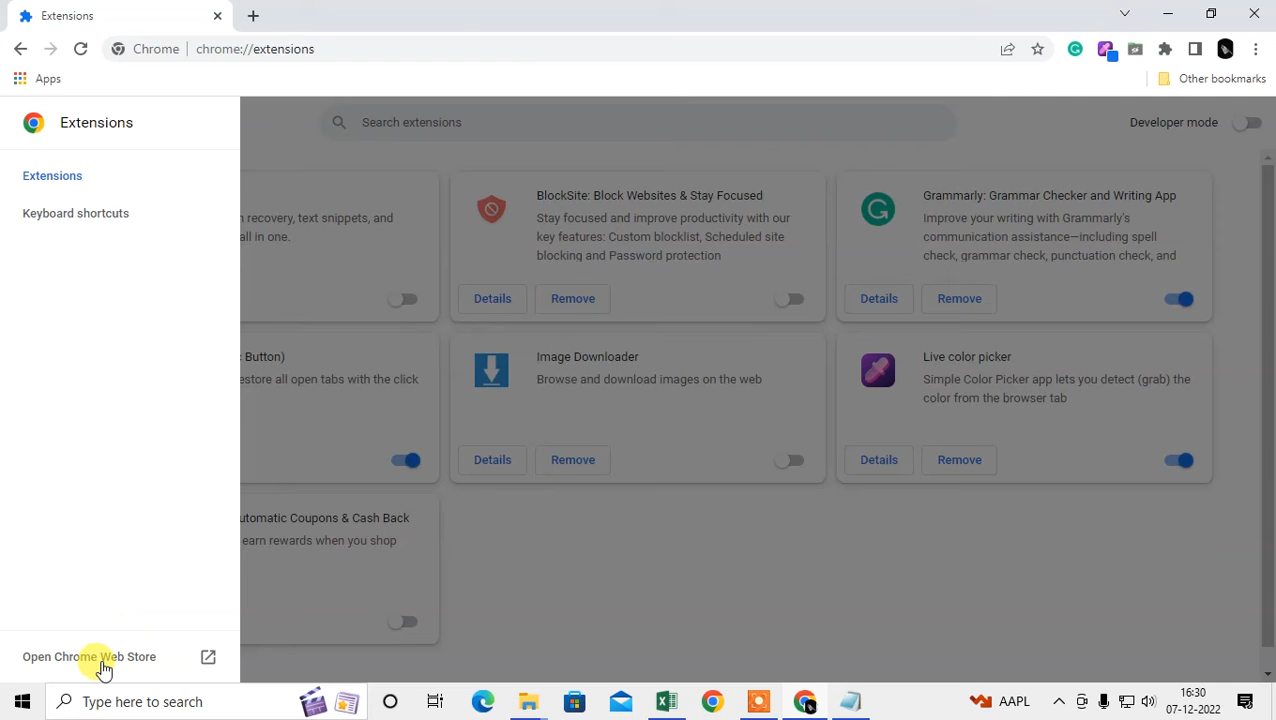 Extensions
Chrome
chrome://extensions
Apps
Other bookmarks
Extensions
Search extensions
Developer mode
Extensions
Keyboard shortcuts
recovery, text snippets, and
all in one.
BlockSite: Block Websites & Stay Focused
Stay focused and improve productivity with our
key features: Custom blocklist, Scheduled site
blocking and Password protection
Details
Remove
Grammarly: Grammar Checker and Writing App
Improve your writing with Grammarly's
communication assistance—including spell
check, grammar check, punctuation check, and
Details
Remove
c Button)
estore all open tabs with the click
Image Downloader
Browse and download images on the web
Details
Remove
Live color picker
Simple Color Picker app lets you detect (grab) the
color from the browser tab
Details
Remove
utomatic Coupons & Cash Back
earn rewards when you shop
Open Chrome Web Store
Type here to search
AAPL
16:30
07-12-2022